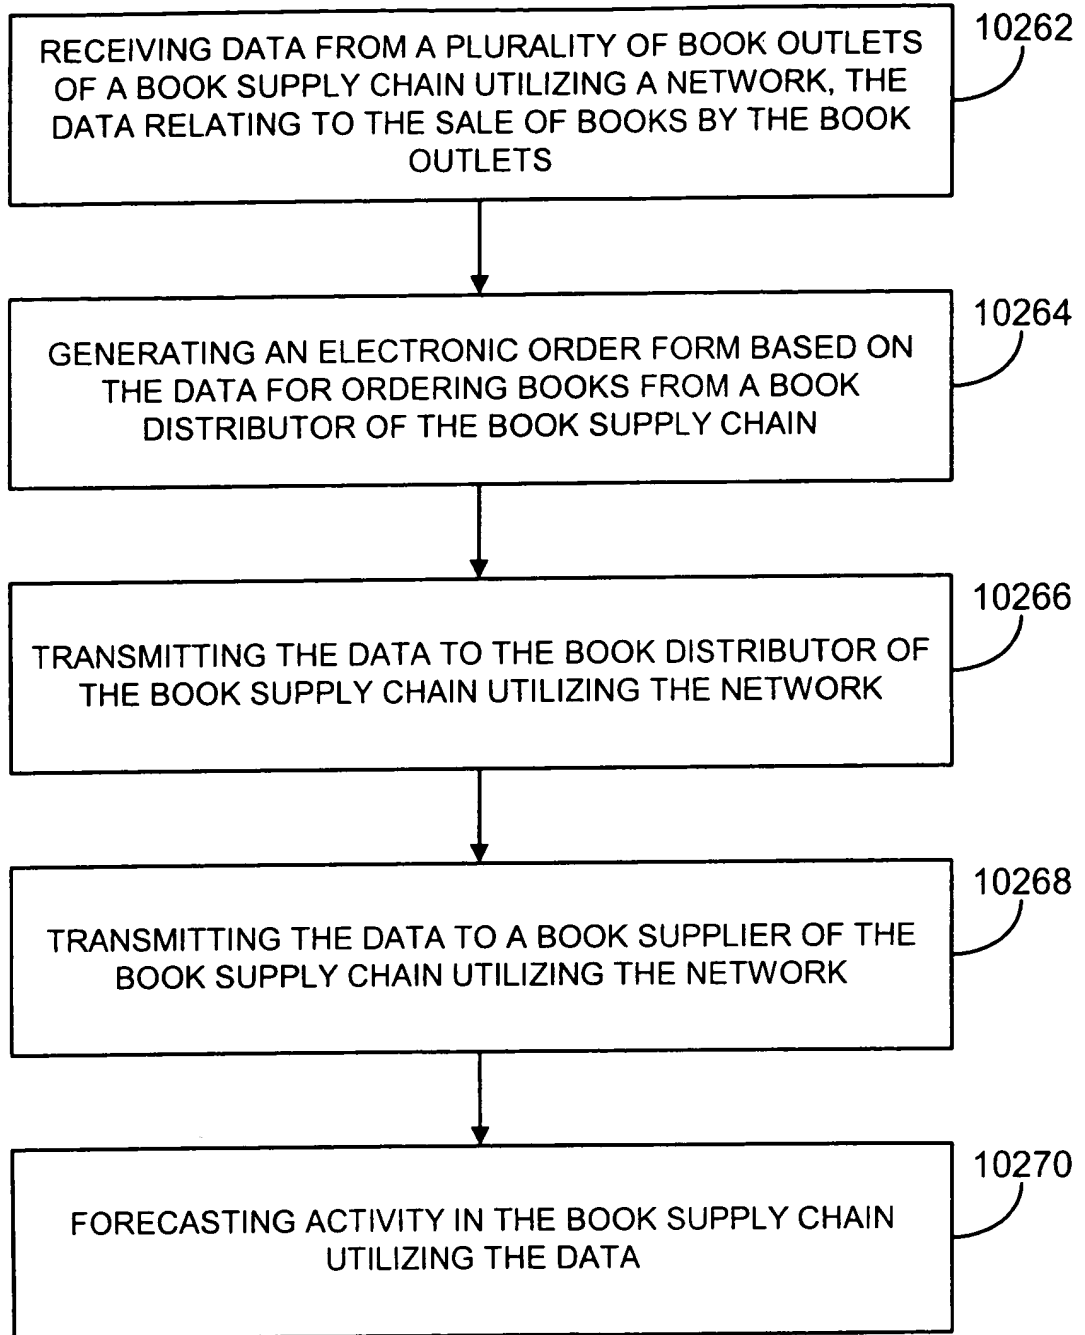 10262
RECEIVING DATA FROM A PLURALITY OF BOOK OUTLETS
OF A BOOK SUPPLY CHAIN UTILIZING A NETWORK, THE
DATA RELATING TO THE SALE OF BOOKS BY THE BOOK
OUTLETS
10264
GENERATING AN ELECTRONIC ORDER FORM BASED ON
THE DATA FOR ORDERING BOOKS FROM A BOOK
DISTRIBUTOR OF THE BOOK SUPPLY CHAIN
10266
TRANSMITTING THE DATA TO THE BOOK DISTRIBUTOR OF
THE BOOK SUPPLY CHAIN UTILIZING THE NETWORK
10268
TRANSMITTING THE DATA TO A BOOK SUPPLIER OF THE
BOOK SUPPLY CHAIN UTILIZING THE NETWORK
10270
FORECASTING ACTIVITY IN THE BOOK SUPPLY CHAIN
UTILIZING THE DATA